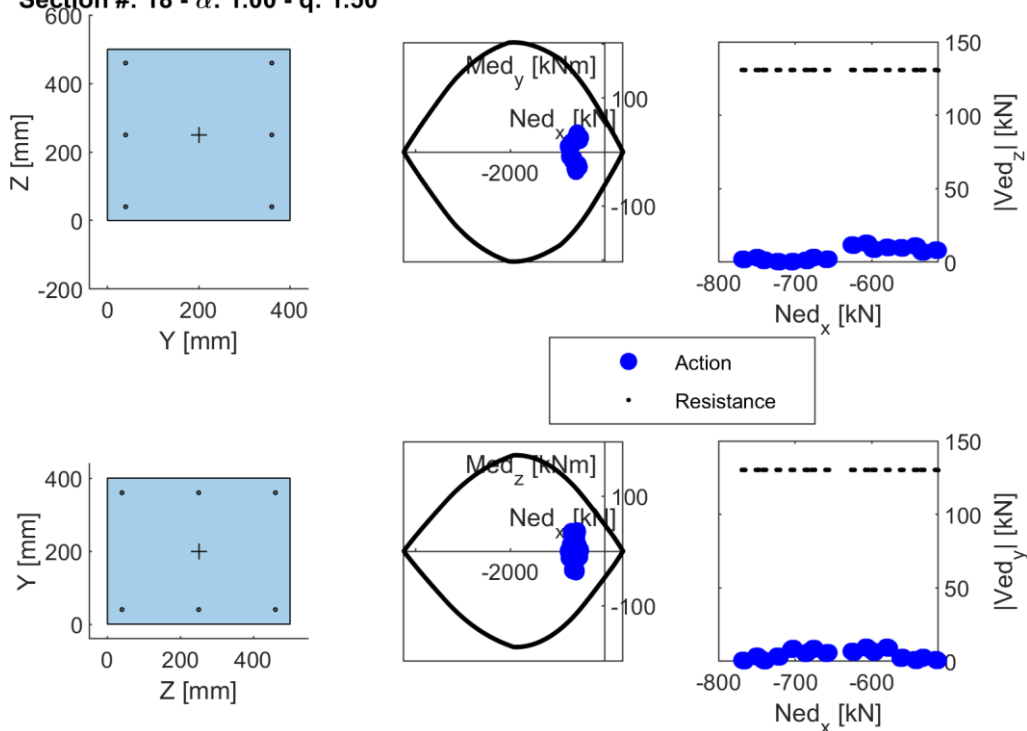 Section #: 18 - α: 1.00 - q: 1.50
600
400
200
0
-200
Z [mm]
0
200
400
Y [mm]
Med_y [kNm]
100
Ned_x [kN]
-2000
-100
150
100
50
0
|Ved_z| [kN]
-800
-700
-600
Ned_x [kN]
Action
Resistance
400
200
0
Y [mm]
0
200
400
Z [mm]
Med_z [kNm]
100
Ned_x [kN]
-2000
-100
150
100
50
0
|Ved_y| [kN]
-800
-700
-600
Ned_x [kN]